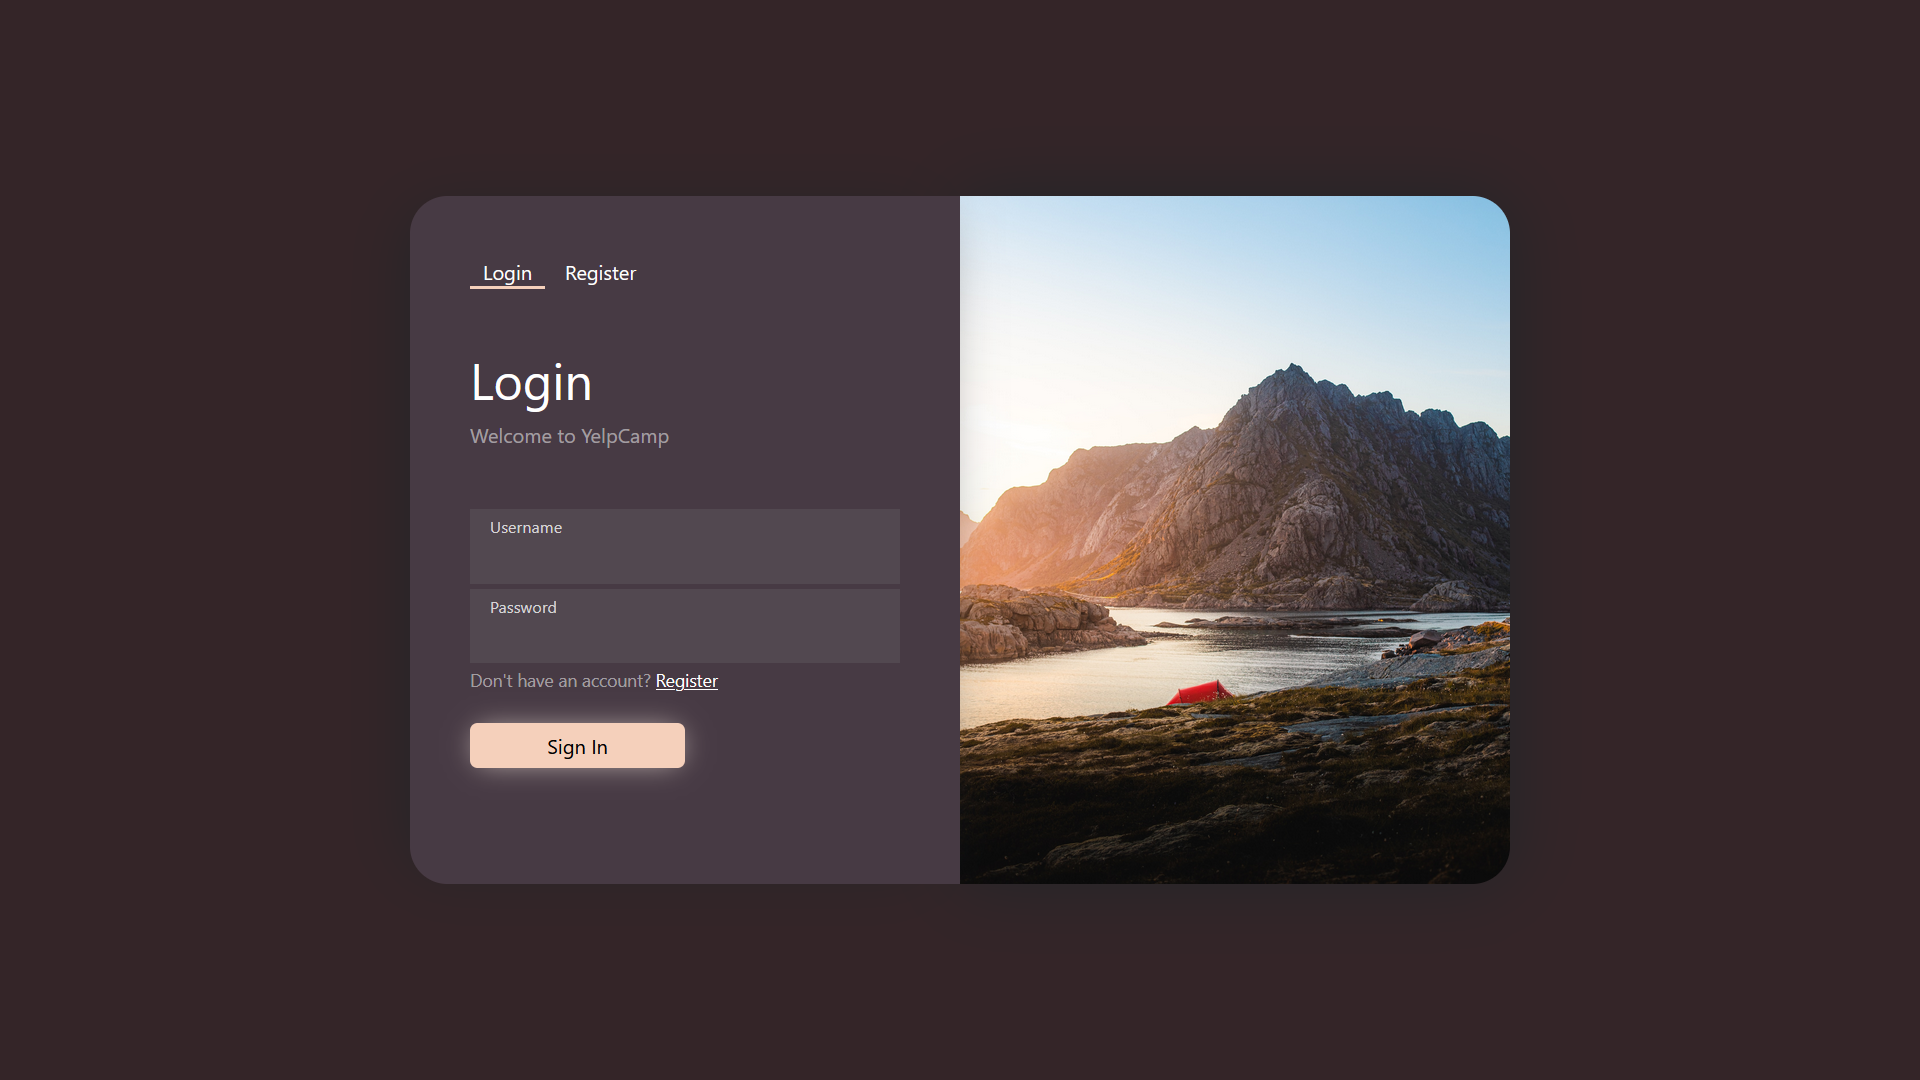 Login Register
Login
Welcome to YelpCamp
Username
Password
Don't have an account? Register
Sign In